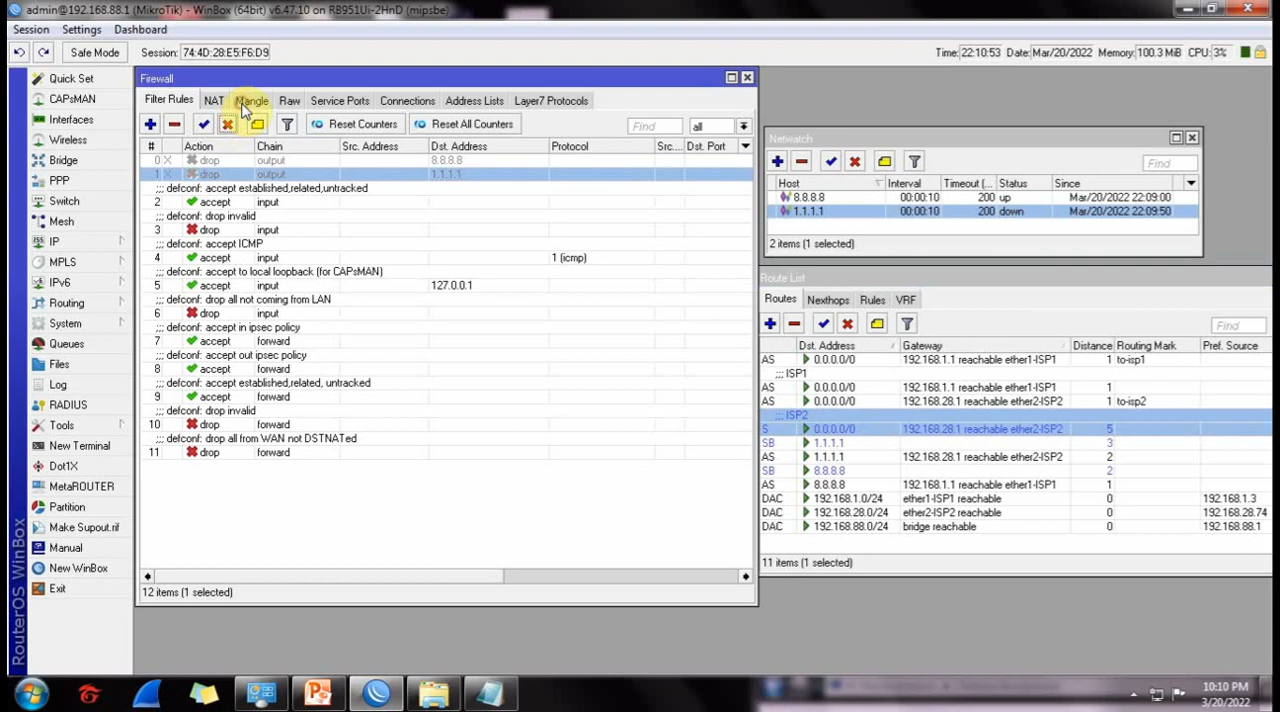 admin@192.168.88.1 (MikroTik) - WinBox (64bit) v6.47.10 on RB951Ui-2HnD (mipsbe)
Session Settings Dashboard
Safe Mode Session: 74:4D:28:E5:F6:D9 Time: 22:10:53 Date: Mar/20/2022 Memory: 100.3 MiB CPU: 3%
Quick Set
CAPsMAN
Interfaces
Wireless
Bridge
PPP
Switch
Mesh
IP
MPLS
IPv6
Routing
System
Queues
Files
Log
RADIUS
Tools
New Terminal
Dot1X
MetaROUTER
Partition
Make Supout.rif
Manual
New WinBox
Exit
RouterOS WinBox
Firewall
Filter Rules NAT Mangle Raw Service Ports Connections Address Lists Layer7 Protocols
Reset Counters Reset All Counters Find all
# Action Chain Src. Address Dst. Address Protocol Src... Dst. Port
0 X drop output 8.8.8.8
1 X drop output 1.1.1.1
;;; defconf: accept established,related,untracked
2 accept input
;;; defconf: drop invalid
3 drop input
;;; defconf: accept ICMP
4 accept input 1 (icmp)
;;; defconf: accept to local loopback (for CAPsMAN)
5 accept input 127.0.0.1
;;; defconf: drop all not coming from LAN
6 drop input
;;; defconf: accept in ipsec policy
7 accept forward
;;; defconf: accept out ipsec policy
8 accept forward
;;; defconf: accept established,related, untracked
9 accept forward
;;; defconf: drop invalid
10 drop forward
;;; defconf: drop all from WAN not DSTNATed
11 drop forward
12 items (1 selected)
Netwatch
Find
Host Interval Timeout (... Status Since
8.8.8.8 00:00:10 200 up Mar/20/2022 22:09:00
1.1.1.1 00:00:10 200 down Mar/20/2022 22:09:50
2 items (1 selected)
Route List
Routes Nexthops Rules VRF
Find
Dst. Address Gateway Distance Routing Mark Pref. Source
AS 0.0.0.0/0 192.168.1.1 reachable ether1-ISP1 1 to-isp1
;;; ISP1
AS 0.0.0.0/0 192.168.1.1 reachable ether1-ISP1 1
AS 0.0.0.0/0 192.168.28.1 reachable ether2-ISP2 1 to-isp2
;;; ISP2
S 0.0.0.0/0 192.168.28.1 reachable ether2-ISP2 5
SB 1.1.1.1 3
AS 1.1.1.1 192.168.28.1 reachable ether2-ISP2 2
SB 8.8.8.8 2
AS 8.8.8.8 192.168.1.1 reachable ether1-ISP1 1
DAC 192.168.1.0/24 ether1-ISP1 reachable 0 192.168.1.3
DAC 192.168.28.0/24 ether2-ISP2 reachable 0 192.168.28.74
DAC 192.168.88.0/24 bridge reachable 0 192.168.88.1
11 items (1 selected)
10:10 PM
3/20/2022